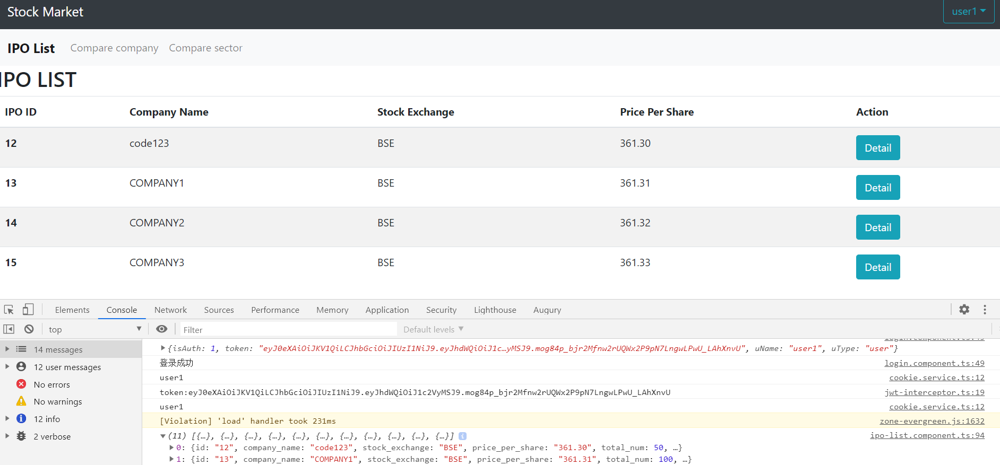 Stock Market
user1
IPO List Compare company Compare sector
IPO LIST
IPO ID Company Name Stock Exchange Price Per Share Action
12 code123 BSE 361.30 Detail
13 COMPANY1 BSE 361.31 Detail
14 COMPANY2 BSE 361.32 Detail
15 COMPANY3 BSE 361.33 Detail
Elements Console Network Sources Performance Memory Application Security Lighthouse Augury
top Filter Default levels
14 messages
12 user messages
No errors
No warnings
12 info
2 verbose
login.component.ts:45
{isAuth: 1, token: "eyJ0eXAiOiJKV1QiLCJhbGciOiJIUzI1NiJ9.eyJhdWQiOiJ1c…yMSJ9.mog84p_bjr2Mfnw2rUQWx2P9pN7LngwLPwU_LAhXnvU", uName: "user1", uType: "user"}
登录成功 login.component.ts:49
user1 cookie.service.ts:12
token:eyJ0eXAiOiJKV1QiLCJhbGciOiJIUzI1NiJ9.eyJhdWQiOiJ1c2VyMSJ9.mog84p_bjr2Mfnw2rUQWx2P9pN7LngwLPwU_LAhXnvU jwt-interceptor.ts:19
user1 cookie.service.ts:12
[Violation] 'load' handler took 231ms zone-evergreen.js:1632
(11) [{…}, {…}, {…}, {…}, {…}, {…}, {…}, {…}, {…}, {…}, {…}] i ipo-list.component.ts:94
0: {id: "12", company_name: "code123", stock_exchange: "BSE", price_per_share: "361.30", total_num: 50, …}
1: {id: "13", company_name: "COMPANY1", stock_exchange: "BSE", price_per_share: "361.31", total_num: 100, …}